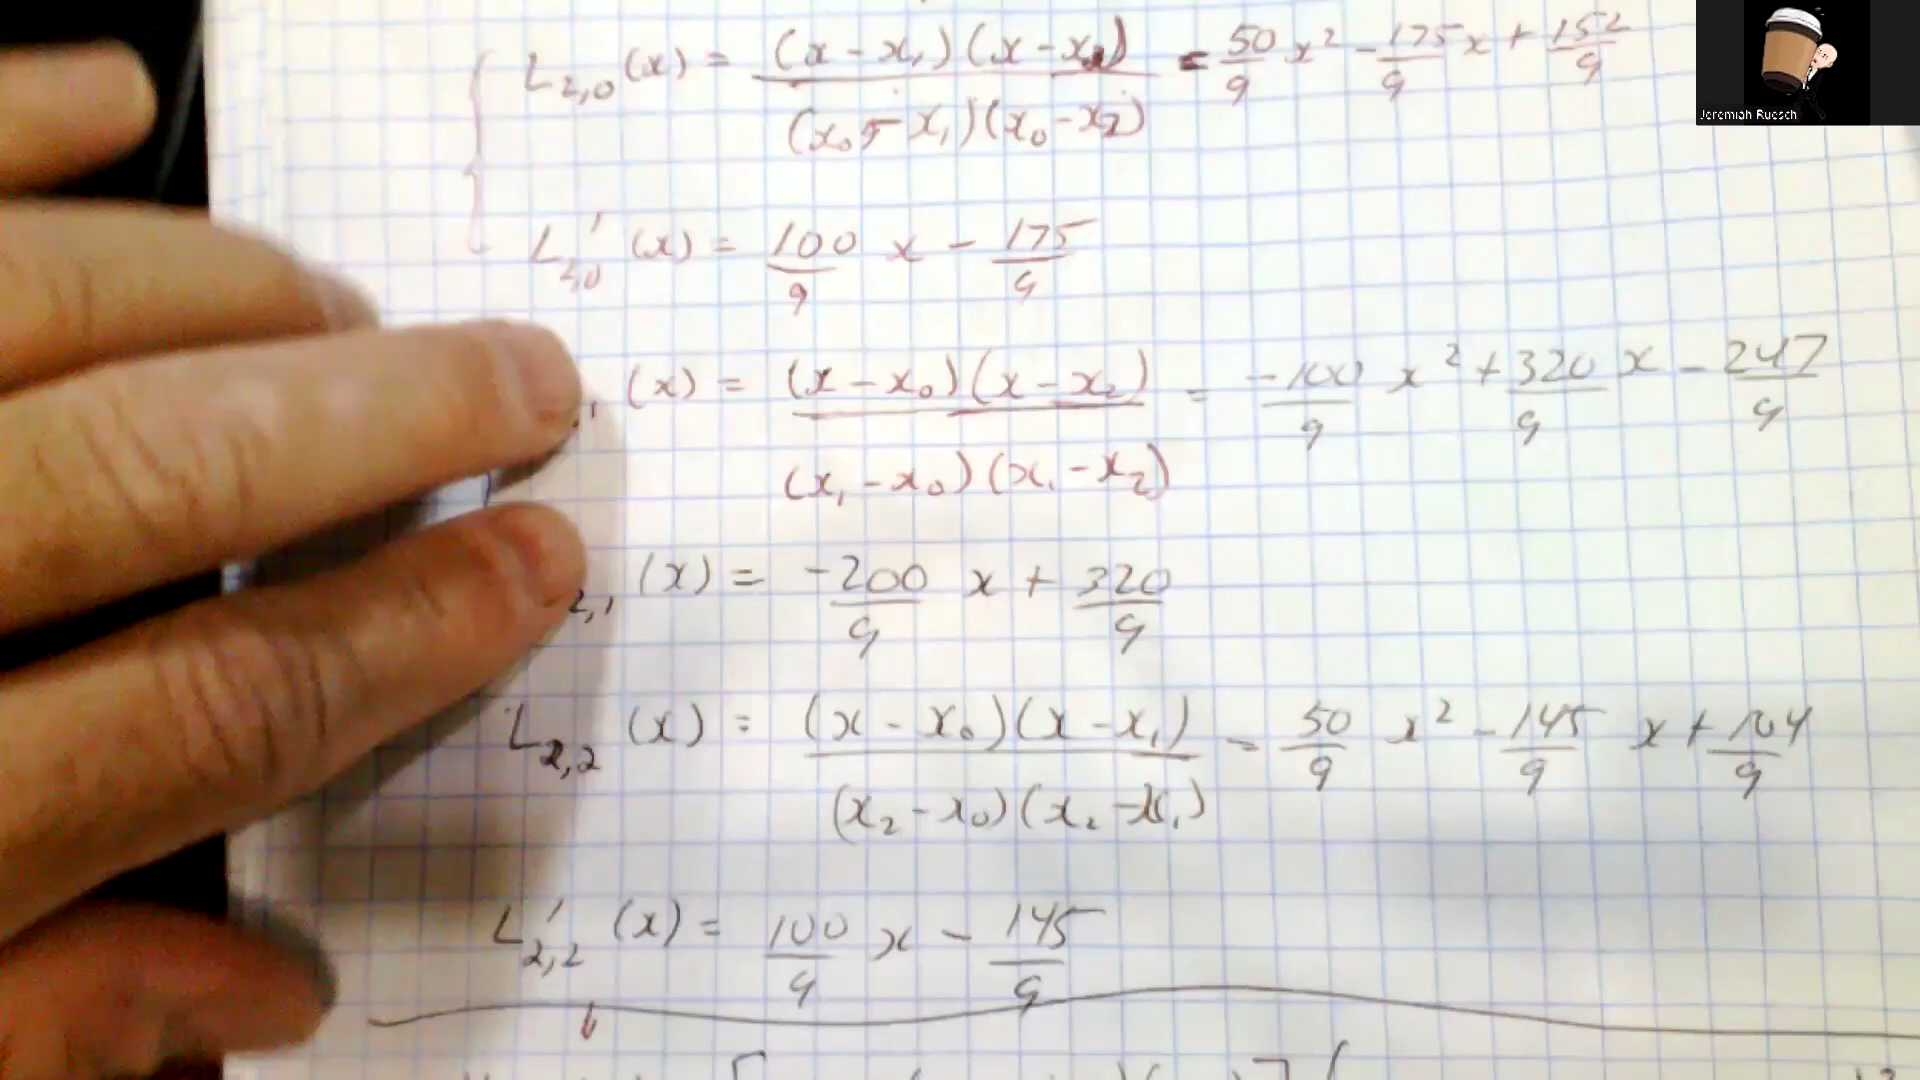 L2,0 (x) = (x - x1)(x - x2) / (x0 - x1)(x0 - x2) = 50/9 x² - 175/9 x + 152/9
Jeremiah Ruesch
L'2,0 (x) = 100/9 x - 175/9
,1 (x) = (x - x0)(x - x2) / (x1 - x0)(x1 - x2) = -100/9 x² + 320/9 x - 247/9
2,1 (x) = -200/9 x + 320/9
L2,2 (x) = (x - x0)(x - x1) / (x2 - x0)(x2 - x1) = 50/9 x² - 145/9 x + 104/9
L'2,2 (x) = 100/9 x - 145/9